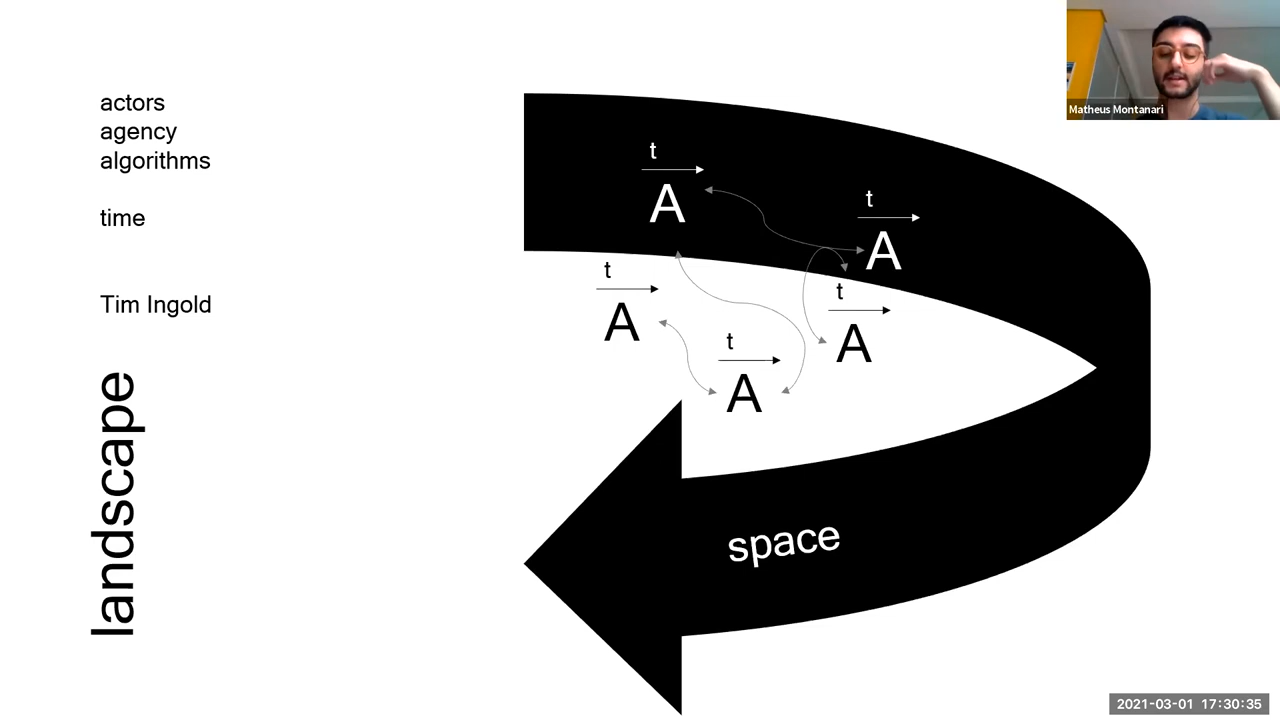 actors
agency
algorithms
time
Tim Ingold
landscape
t
A
t
A
t
A
t
A
t
A
space
Matheus Montanari
2021-03-01 17:30:35